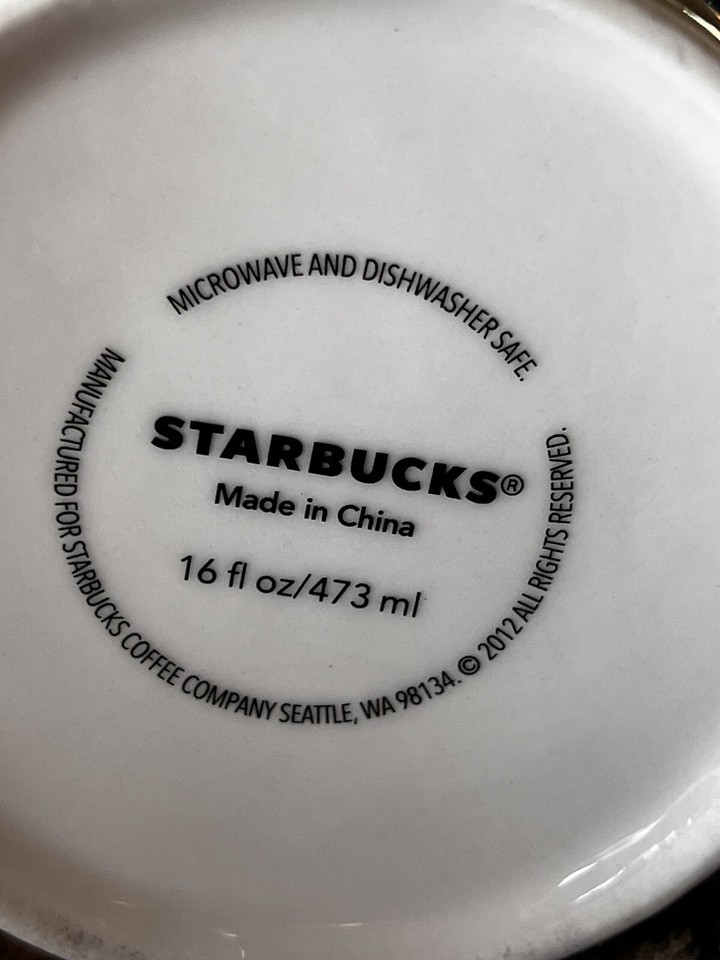 MICROWAVE AND DISHWASHER SAFE.
STARBUCKS®
Made in China
16 fl oz/473 ml
MANUFACTURED FOR STARBUCKS COFFEE COMPANY SEATTLE, WA 98134. © 2012 ALL RIGHTS RESERVED.